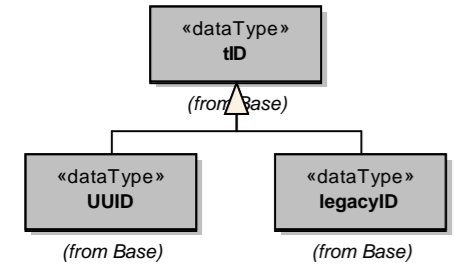 «dataType»
tID
(from Base)
«dataType»
UUID
(from Base)
«dataType»
legacyID
(from Base)